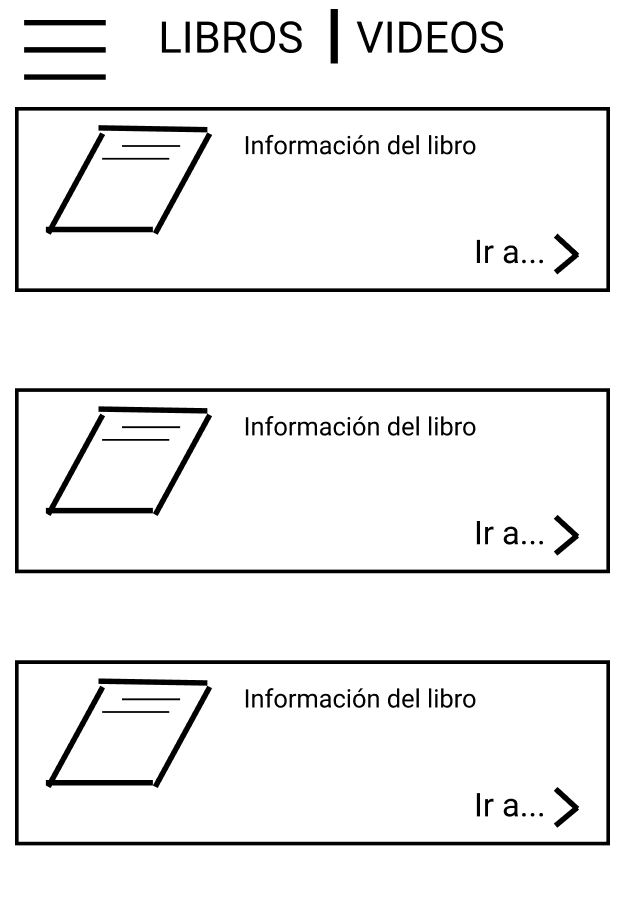 LIBROS | VIDEOS
Información del libro
Ir a...
Información del libro
Ir a...
Información del libro
Ir a...